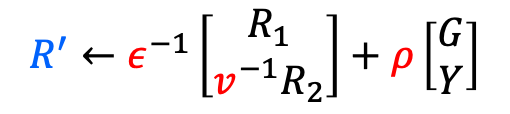 R′ ← ϵ⁻¹ [R₁ v⁻¹R₂] + ρ [G Y]